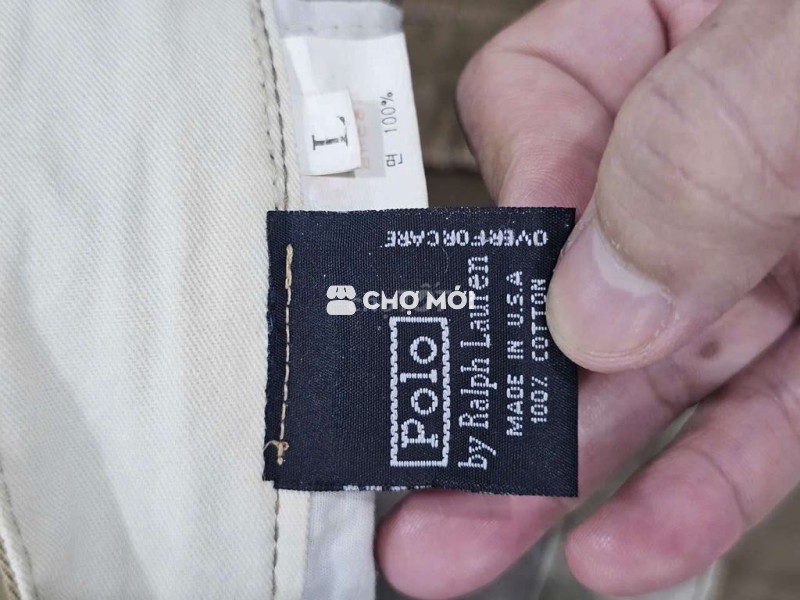 L
면 100%
OVER FOR CARE
Polo
by Ralph Lauren
MADE IN U.S.A
100% COTTON
CHỢ MỚI